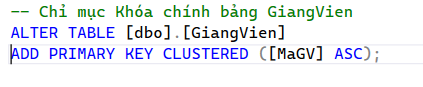 -- Chỉ mục Khóa chính bảng GiangVien
ALTER TABLE [dbo].[GiangVien]
ADD PRIMARY KEY CLUSTERED ([MaGV] ASC);